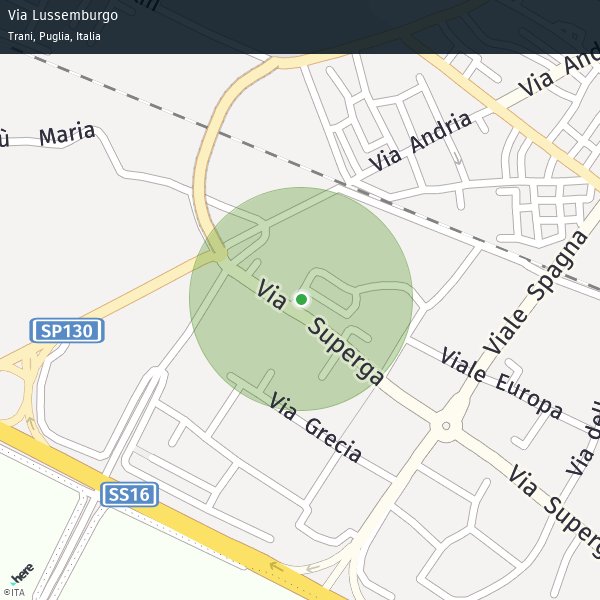 Via Lussemburgo
Trani, Puglia, Italia
Via And
Via Andria
ù Maria
Viale Spagna
Via Superga
SP130
Viale Europa
Via dell
Via Grecia
SS16
Via Superga
here
©ITA